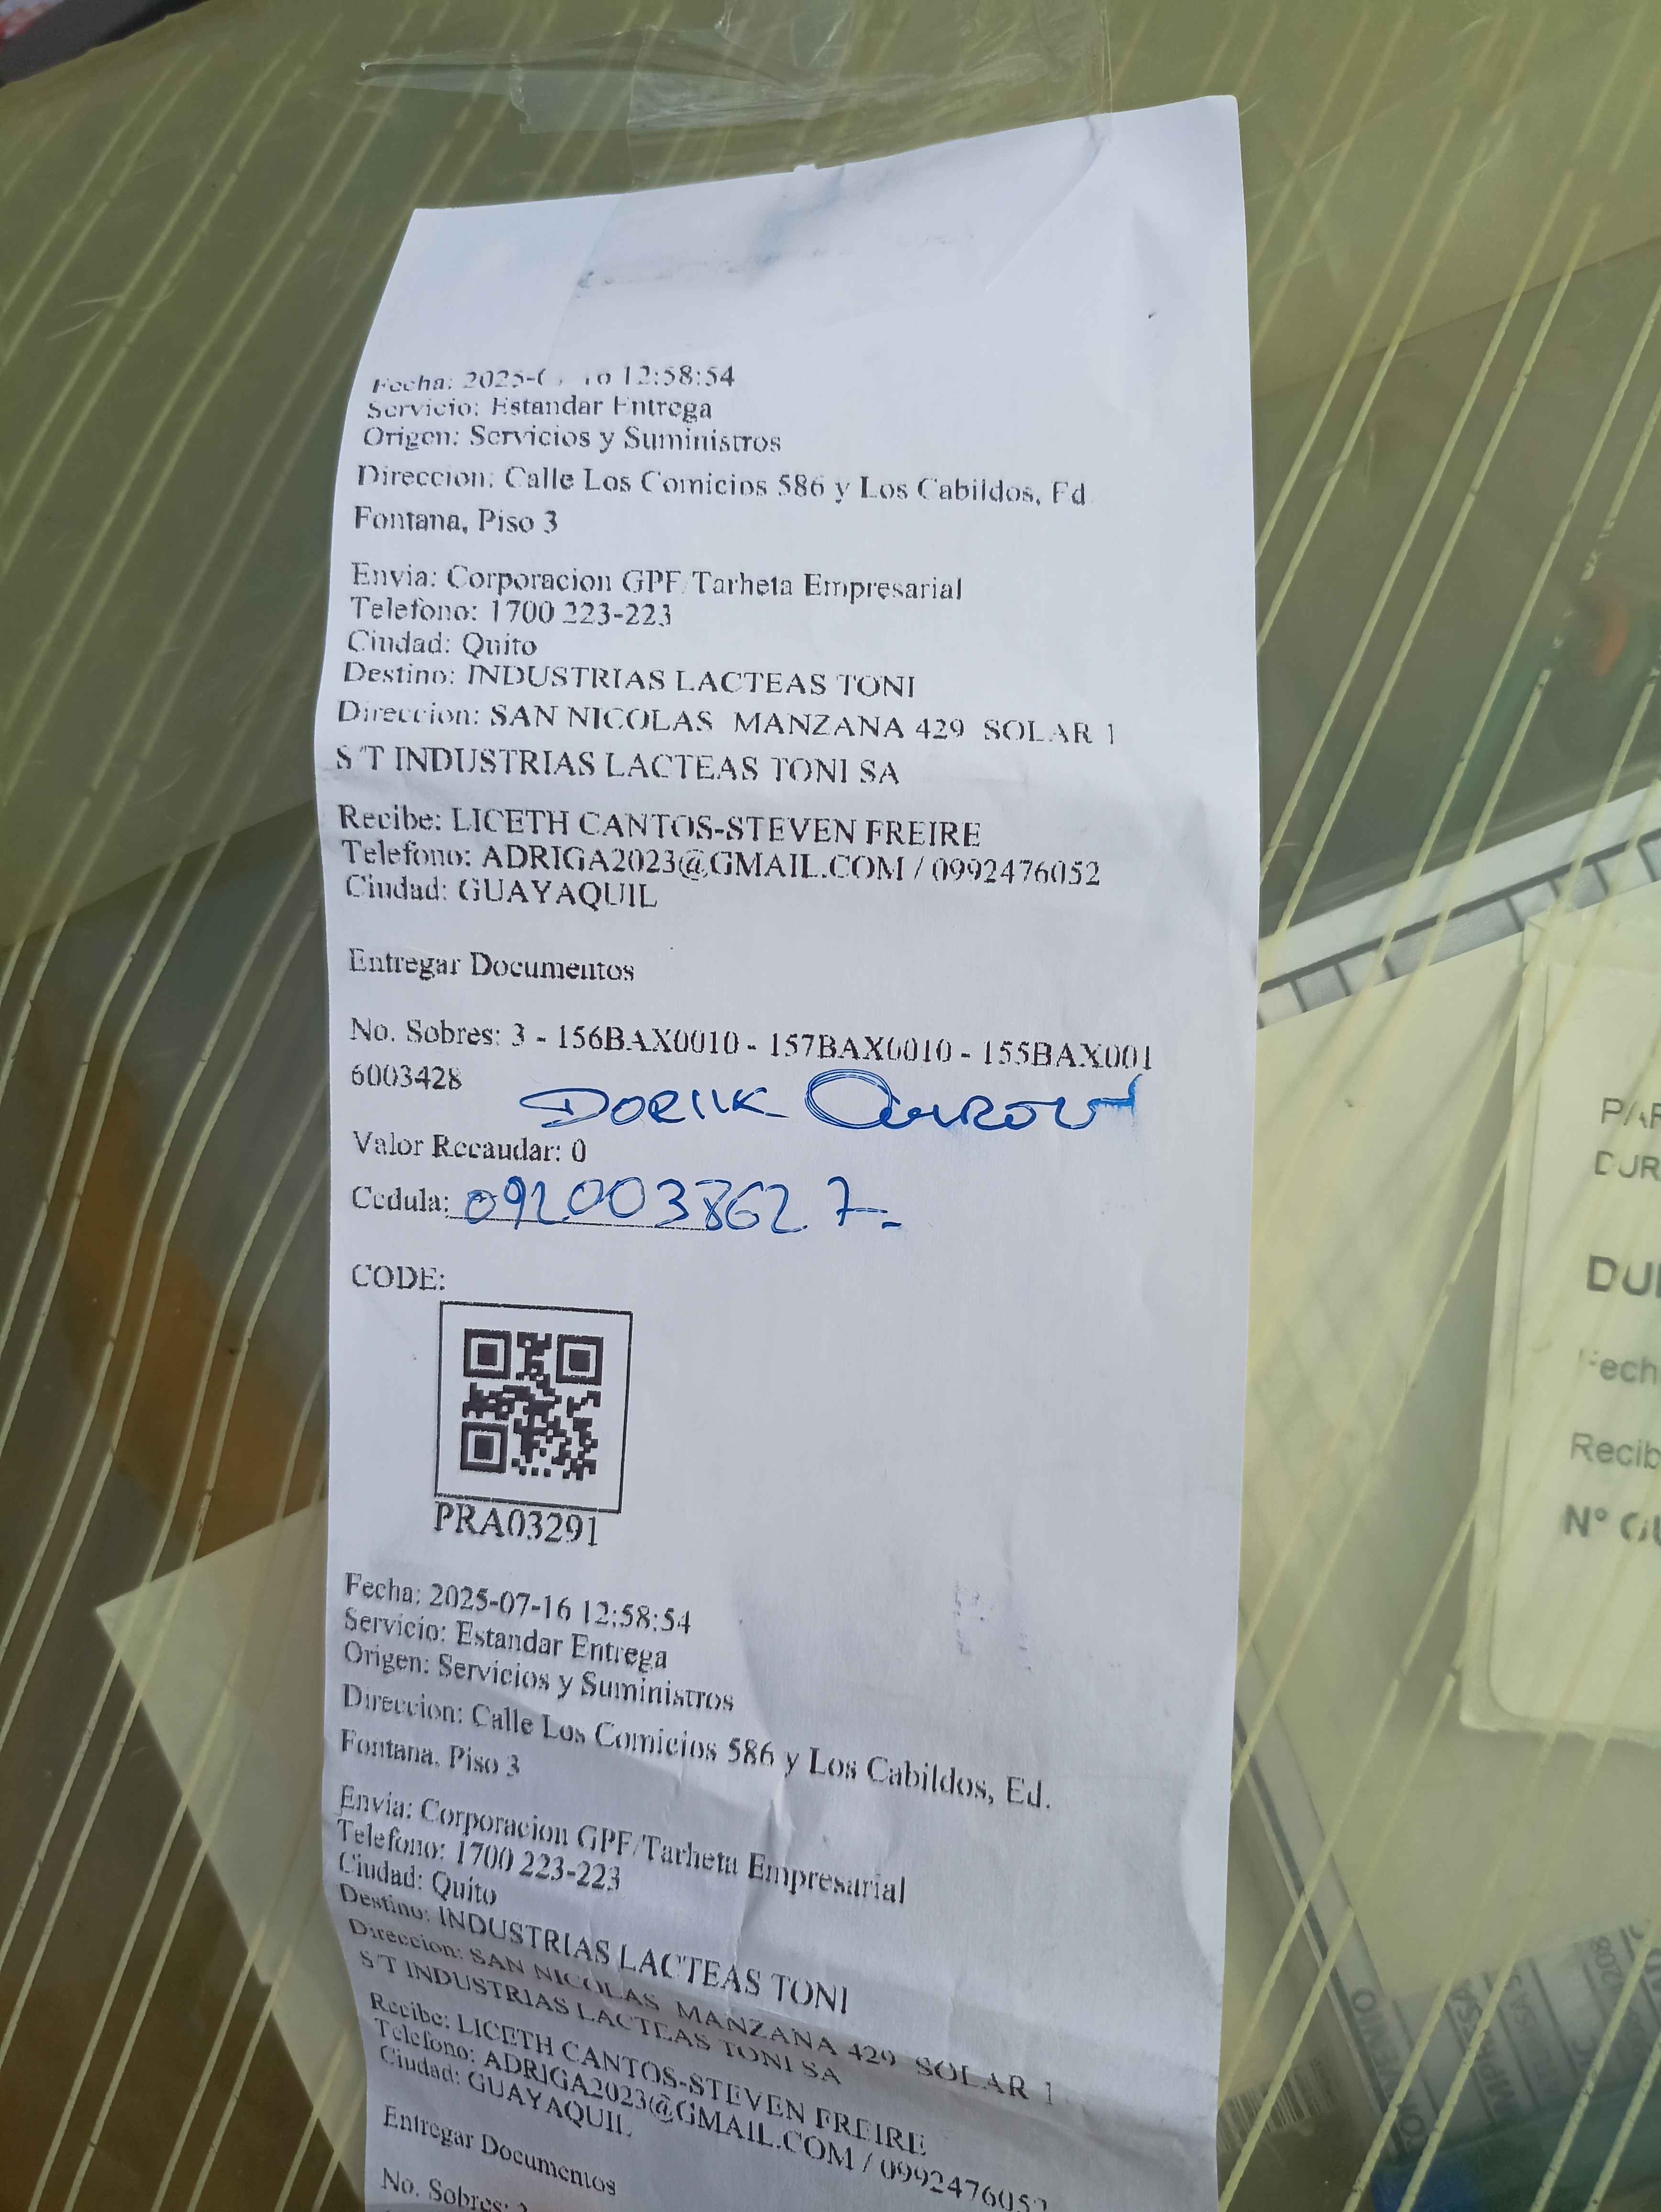 Fecha: 2025- 16 12:58:54
Servicio: Estandar Entrega
Origen: Servicios y Suministros
Direccion: Calle Los Comicios 586 y Los Cabildos, Ed
Fontana, Piso 3
Envia: Corporacion GPF/Tarheta Empresarial
Telefono: 1700 223-223
Ciudad: Quito
Destino: INDUSTRIAS LACTEAS TONI
Direccion: SAN NICOLAS MANZANA 429 SOLAR 1
S/T INDUSTRIAS LACTEAS TONI SA
Recibe: LICETH CANTOS-STEVEN FREIRE
Telefono: ADRIGA2023@GMAIL.COM / 0992476052
Ciudad: GUAYAQUIL
Entregar Documentos
No. Sobres: 3 - 156BAX0010 - 157BAX0010 - 155BAX001
6003428
Valor Recaudar: 0
Cedula: 0920038627
CODE:
PRA03291
Fecha: 2025-07-16 12:58:54
Servicio: Estandar Entrega
Origen: Servicios y Suministros
Direccion: Calle Los Comicios 586 y Los Cabildos, Ed.
Fontana, Piso 3
Envia: Corporacion GPF/Tarheta Empresarial
Telefono: 1700 223-223
Ciudad: Quito
Destino: INDUSTRIAS LACTEAS TONI
Direccion: SAN NICOLAS MANZANA 429 SOLAR 1
S/T INDUSTRIAS LACTEAS TONI SA
Recibe: LICETH CANTOS-STEVEN FREIRE
Telefono: ADRIGA2023@GMAIL.COM / 0992476052
Ciudad: GUAYAQUIL
Entregar Documentos
No. Sobres: